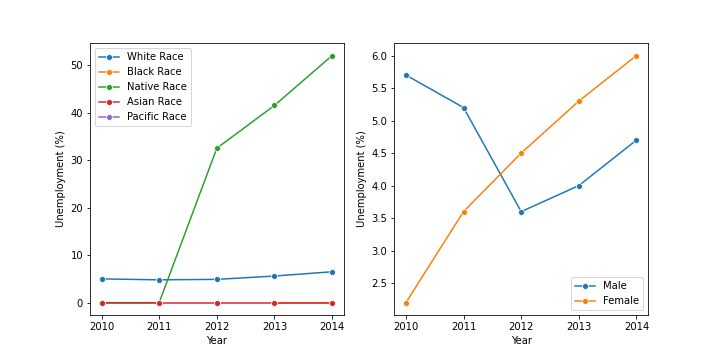 Unemployment (%)
50
40
30
20
10
0
White Race
Black Race
Native Race
Asian Race
Pacific Race
2010 2011 2012 2013 2014
Year
Unemployment (%)
6.0
5.5
5.0
4.5
4.0
3.5
3.0
2.5
Male
Female
2010 2011 2012 2013 2014
Year